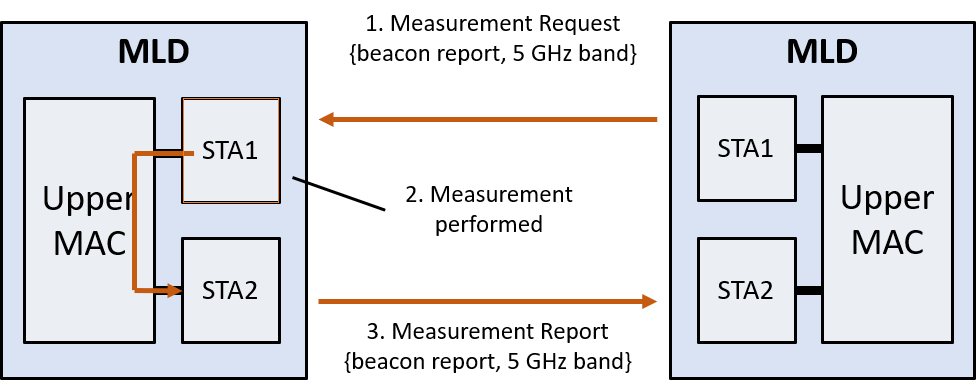 MLD
STA1
Upper
MAC
STA2
1. Measurement Request
{beacon report, 5 GHz band}
2. Measurement
performed
3. Measurement Report
{beacon report, 5 GHz band}
MLD
STA1
Upper
MAC
STA2